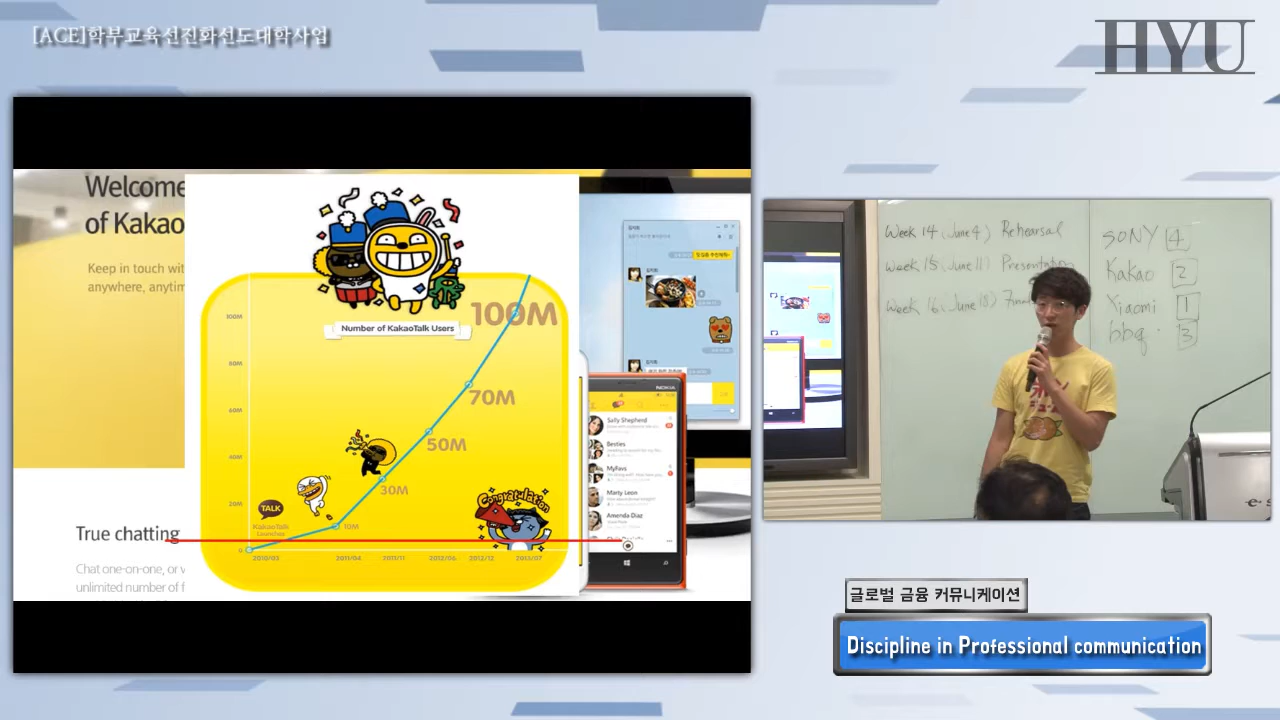 [ACE]학부교육선진화선도대학사업
HYU
Welcome
of Kakao
Keep in touch wit
anywhere, anytim
True chatting
Chat one-on-one, or v
unlimited number of f
Number of KakaoTalk Users
100M
80M
60M
40M
20M
0
100M
70M
50M
30M
10M
TALK
KakaoTalk
Launches
Congratulation
2010/03
2011/04
2011/11
2012/06
2012/12
2013/07
NOKIA
Sally Shepherd
Besties
MyFavs
Marty Leon
Amanda Diaz
Week 14 (June 4) Rehearsal
Week 15 (June 11) Presentation
Week 16 (June 18) Fina
SONY 4
Kakao 2
Xiaomi 1
bbq 3
e-s
글로벌 금융 커뮤니케이션
Discipline in Professional communication